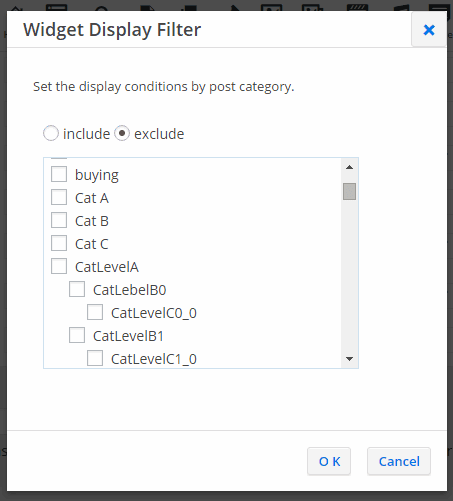 Widget Display Filter
Set the display conditions by post category.
include exclude
buying
Cat A
Cat B
Cat C
CatLevelA
CatLebelB0
CatLevelC0_0
CatLevelB1
CatLevelC1_0
O K Cancel